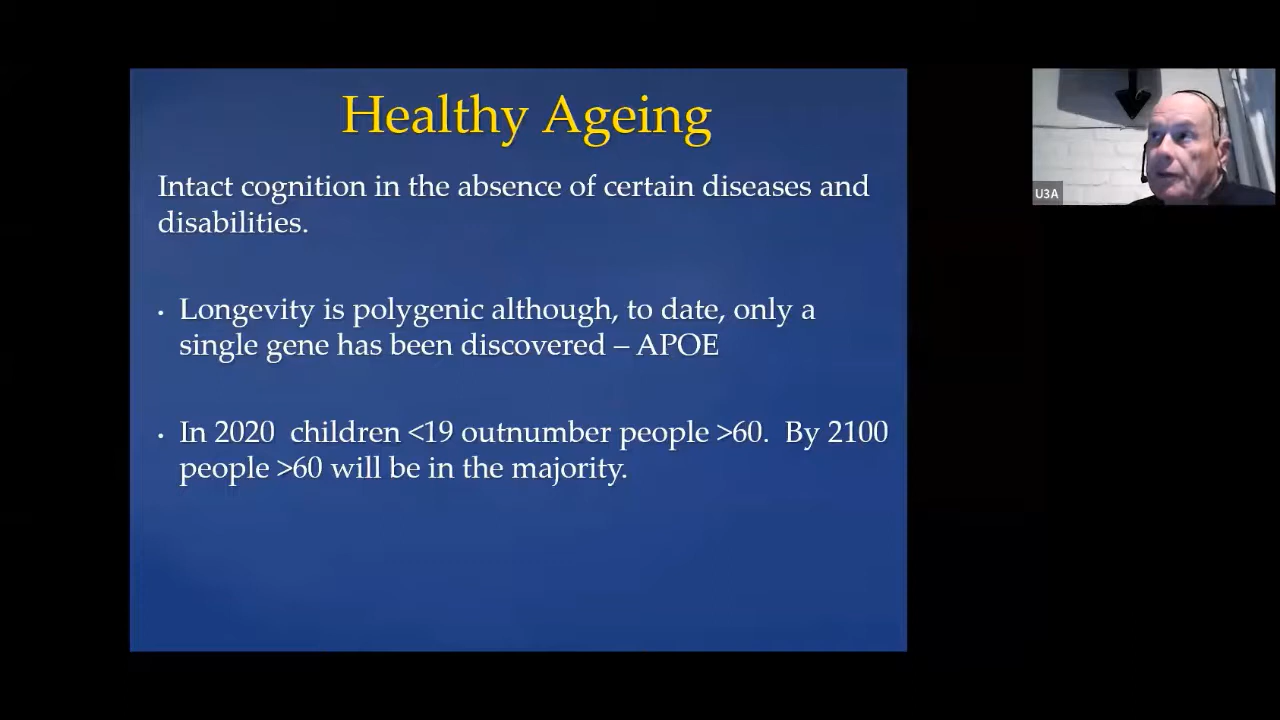 Healthy Ageing
Intact cognition in the absence of certain diseases and
disabilities.
• Longevity is polygenic although, to date, only a
single gene has been discovered – APOE
• In 2020  children <19 outnumber people >60.  By 2100
people >60 will be in the majority.
U3A